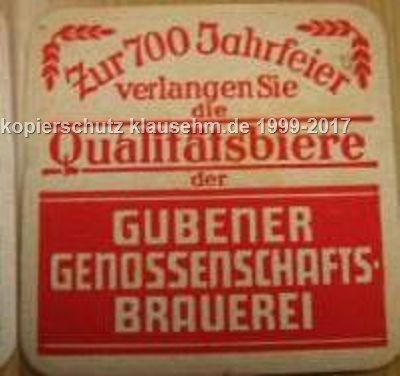 Zur 700 Jahrfeier
verlangen Sie
die
kopierschutz klausehm.de 1999-2017
Qualitätsbiere
der
GUBENER
GENOSSENSCHAFTS-
BRAUEREI